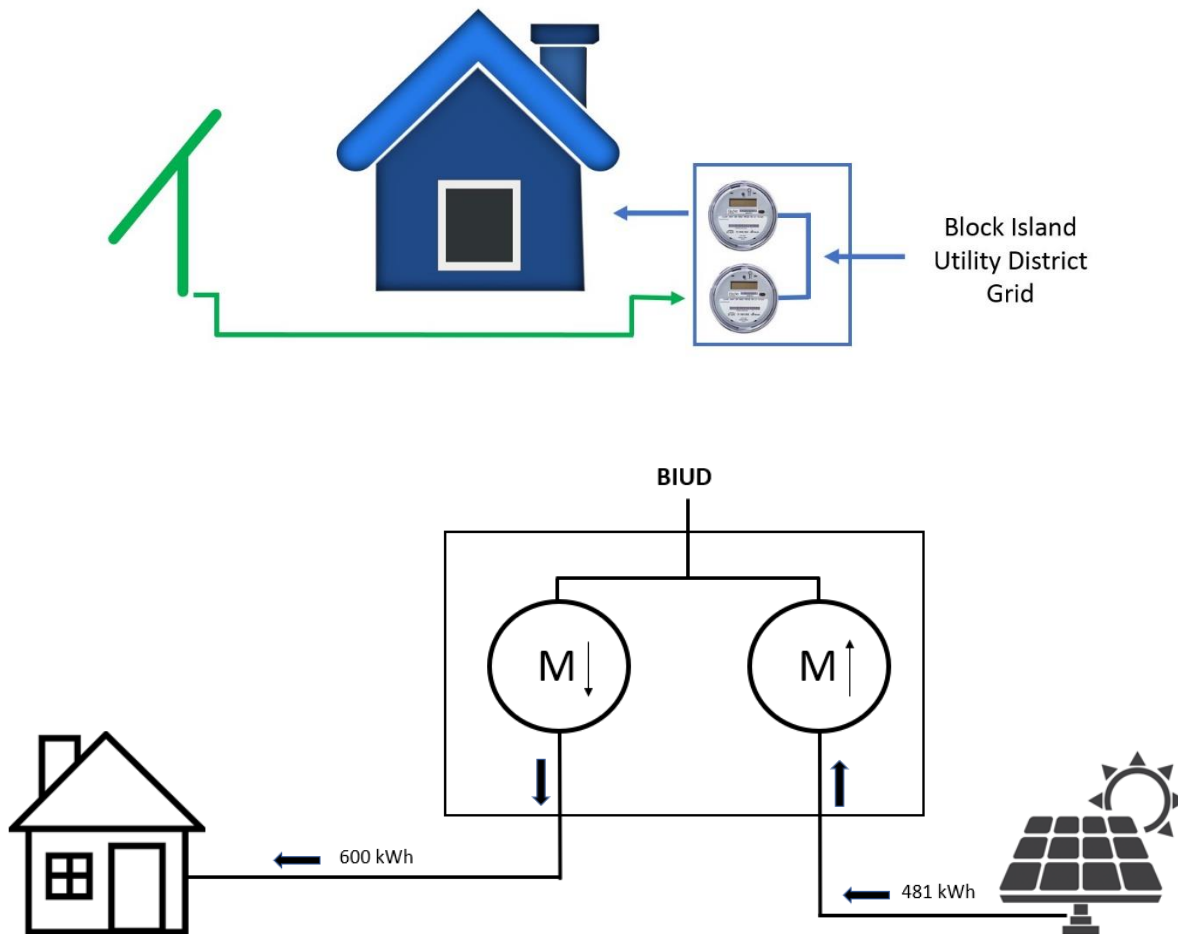 Block Island
Utility District
Grid
BIUD
M
M
600 kWh
481 kWh